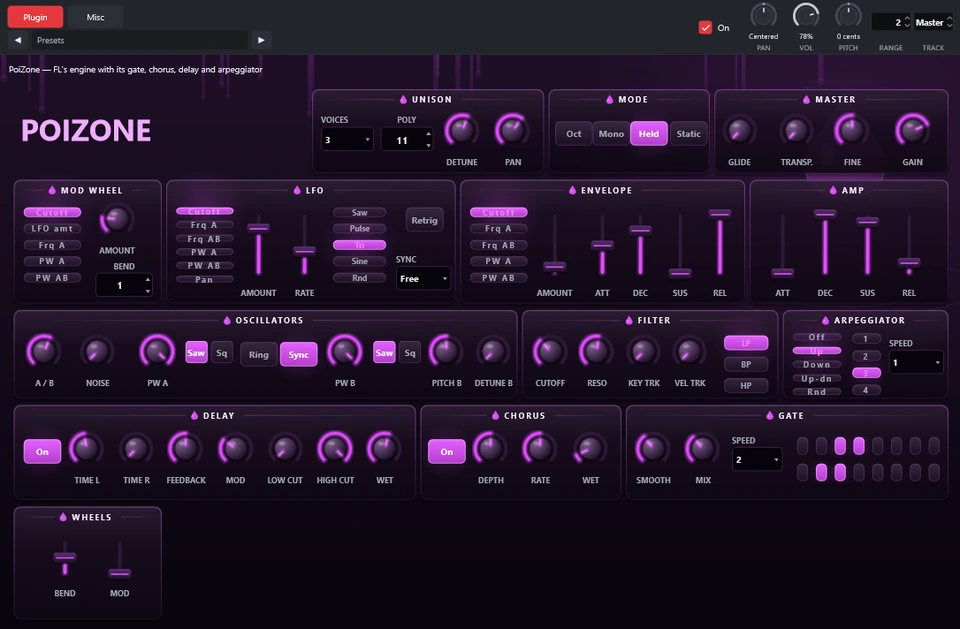 Plugin Misc
Presets
On
Centered 78% 0 cents 2 Master
PAN VOL PITCH RANGE TRACK
PoiZone — FL's engine with its gate, chorus, delay and arpeggiator
POIZONE
UNISON
VOICES POLY
3 11
DETUNE PAN
MODE
Oct Mono Held Static
MASTER
GLIDE TRANSP. FINE GAIN
MOD WHEEL
Cutoff
LFO amt
Frq A
PW A
PW AB
AMOUNT
BEND
1
LFO
Cutoff
Frq A
Frq AB
PW A
PW AB
Pan
AMOUNT RATE
Saw
Pulse
Tri
Sine
Rnd
Retrig
SYNC
Free
ENVELOPE
Cutoff
Frq A
Frq AB
PW A
PW AB
AMOUNT ATT DEC SUS REL
AMP
ATT DEC SUS REL
OSCILLATORS
Saw Sq Ring Sync Saw Sq
A / B NOISE PW A PW B PITCH B DETUNE B
FILTER
CUTOFF RESO KEY TRK VEL TRK
LP
BP
HP
ARPEGGIATOR
Off
Up
Down
Up-dn
Rnd
1
2
3
4
SPEED
1
DELAY
On
TIME L TIME R FEEDBACK MOD LOW CUT HIGH CUT WET
CHORUS
On
DEPTH RATE WET
GATE
SMOOTH MIX
SPEED
2
WHEELS
BEND MOD